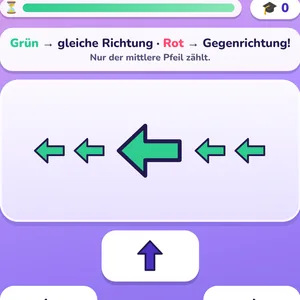 0
Grün → gleiche Richtung · Rot → Gegenrichtung!
Nur der mittlere Pfeil zählt.